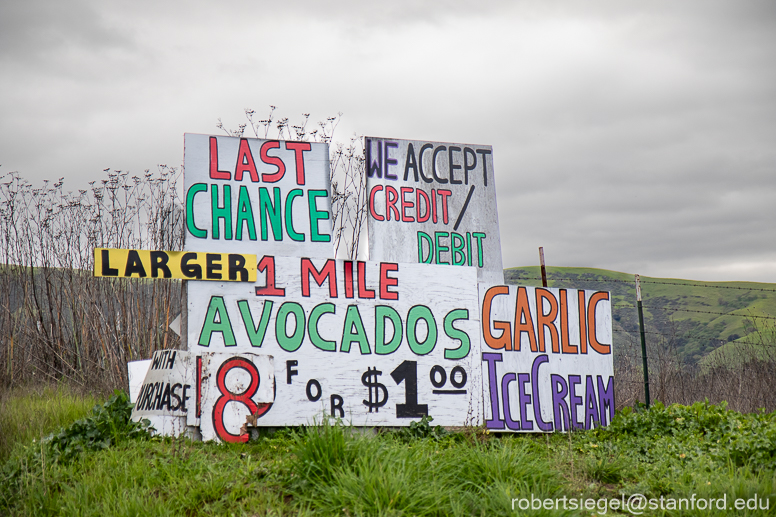 LAST
CHANCE
WE ACCEPT
CREDIT/
DEBIT
LARGER
1 MILE
AVOCADOS
WITH
PURCHASE
8 FOR $1.00
GARLIC
ICECREAM
robertsiegel@stanford.edu